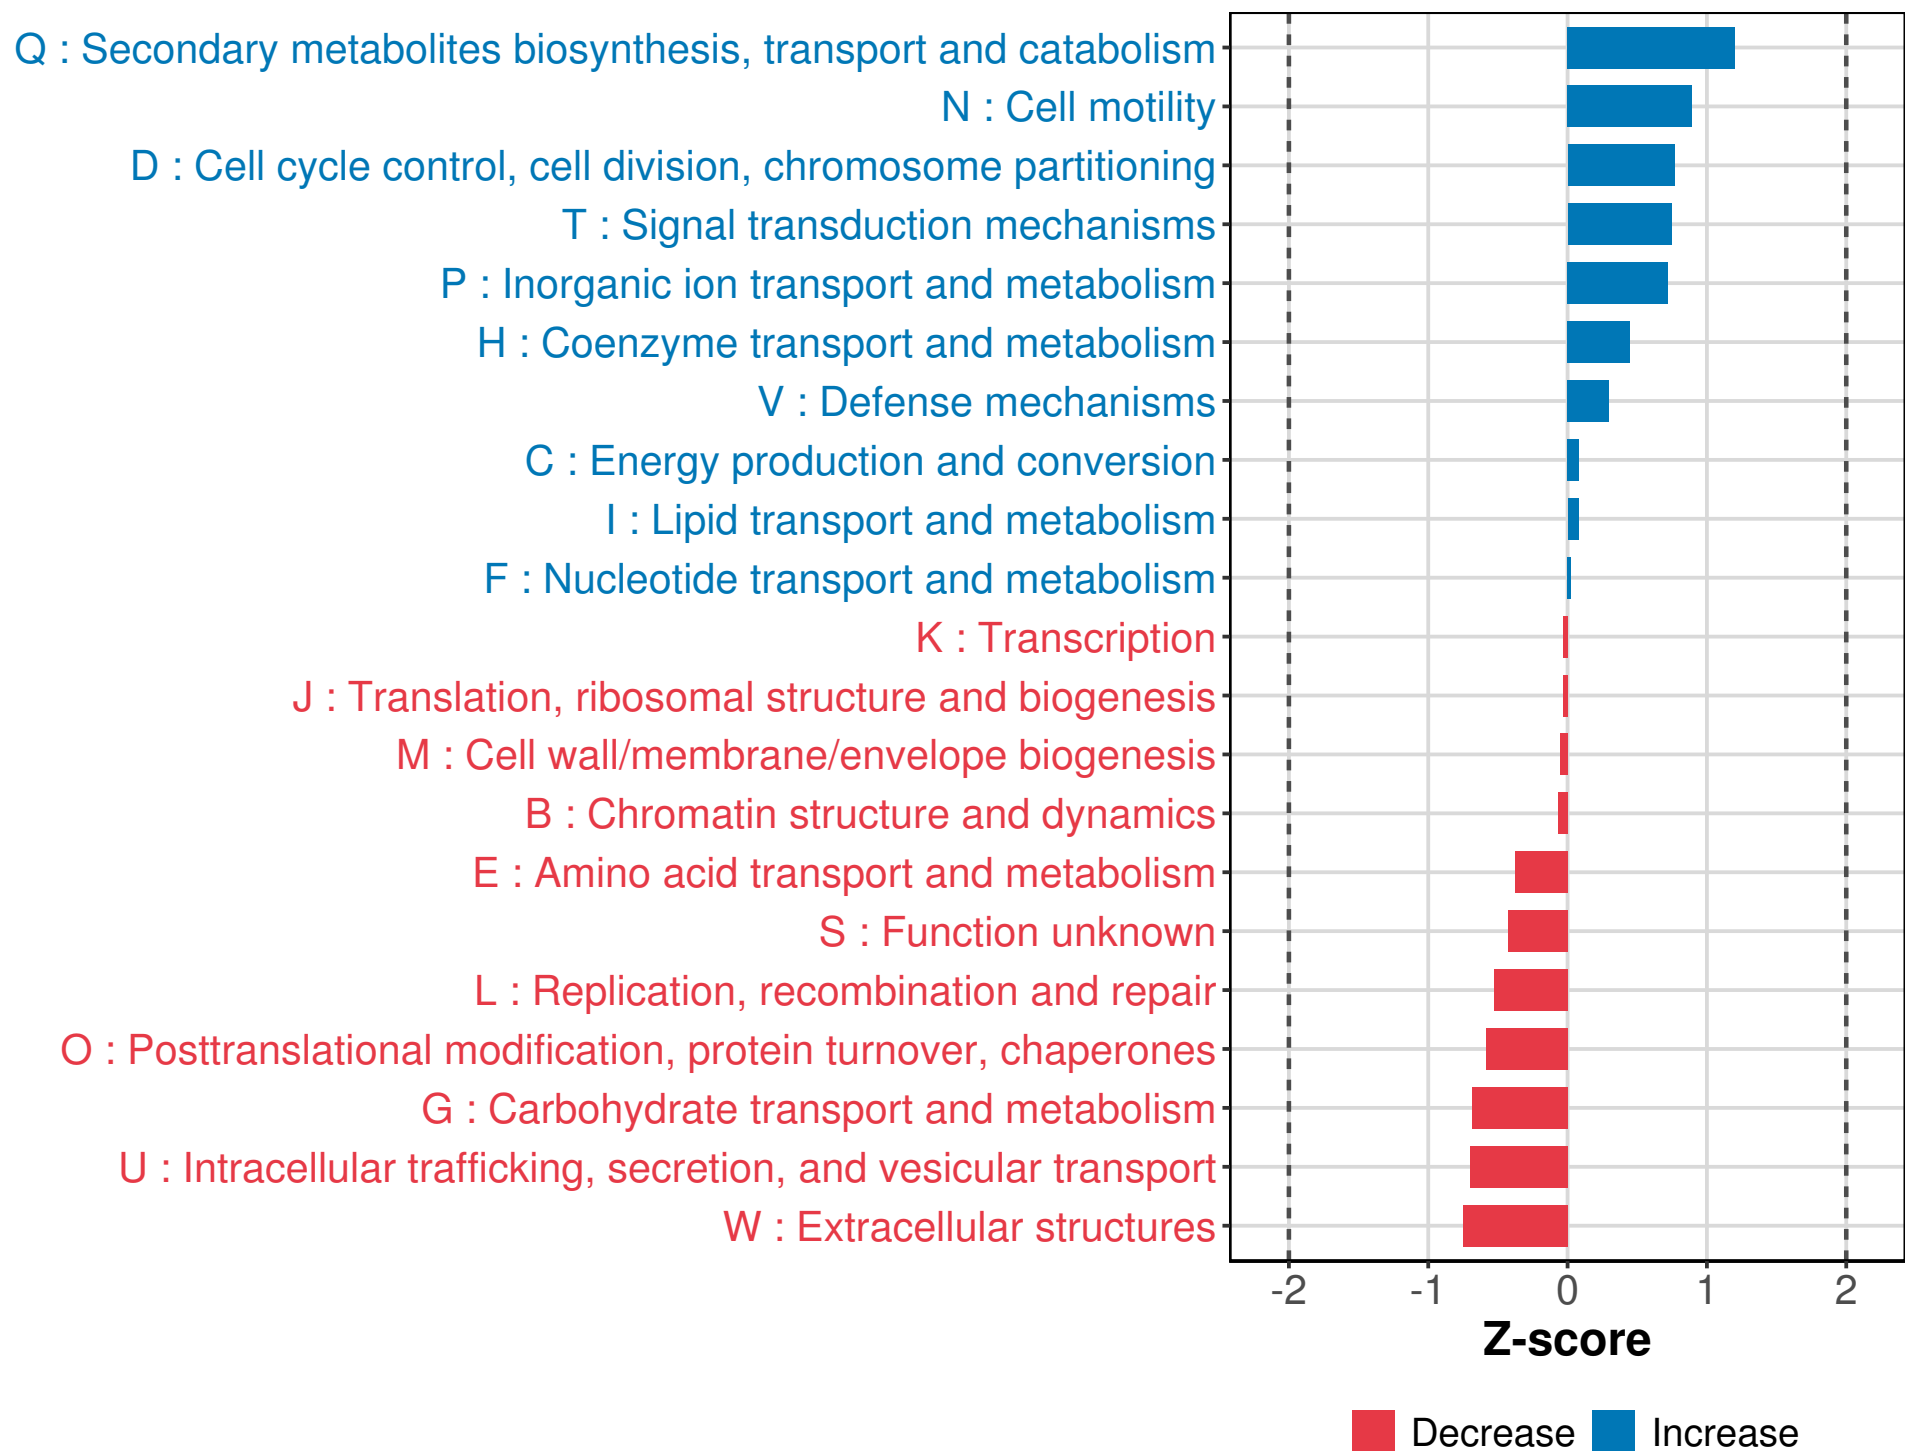 Q : Secondary metabolites biosynthesis, transport and catabolism
N : Cell motility
D : Cell cycle control, cell division, chromosome partitioning
T : Signal transduction mechanisms
P : Inorganic ion transport and metabolism
H : Coenzyme transport and metabolism
V : Defense mechanisms
C : Energy production and conversion
I : Lipid transport and metabolism
F : Nucleotide transport and metabolism
K : Transcription
J : Translation, ribosomal structure and biogenesis
M : Cell wall/membrane/envelope biogenesis
B : Chromatin structure and dynamics
E : Amino acid transport and metabolism
S : Function unknown
L : Replication, recombination and repair
O : Posttranslational modification, protein turnover, chaperones
G : Carbohydrate transport and metabolism
U : Intracellular trafficking, secretion, and vesicular transport
W : Extracellular structures
-2 -1 0 1 2
Z-score
Decrease Increase